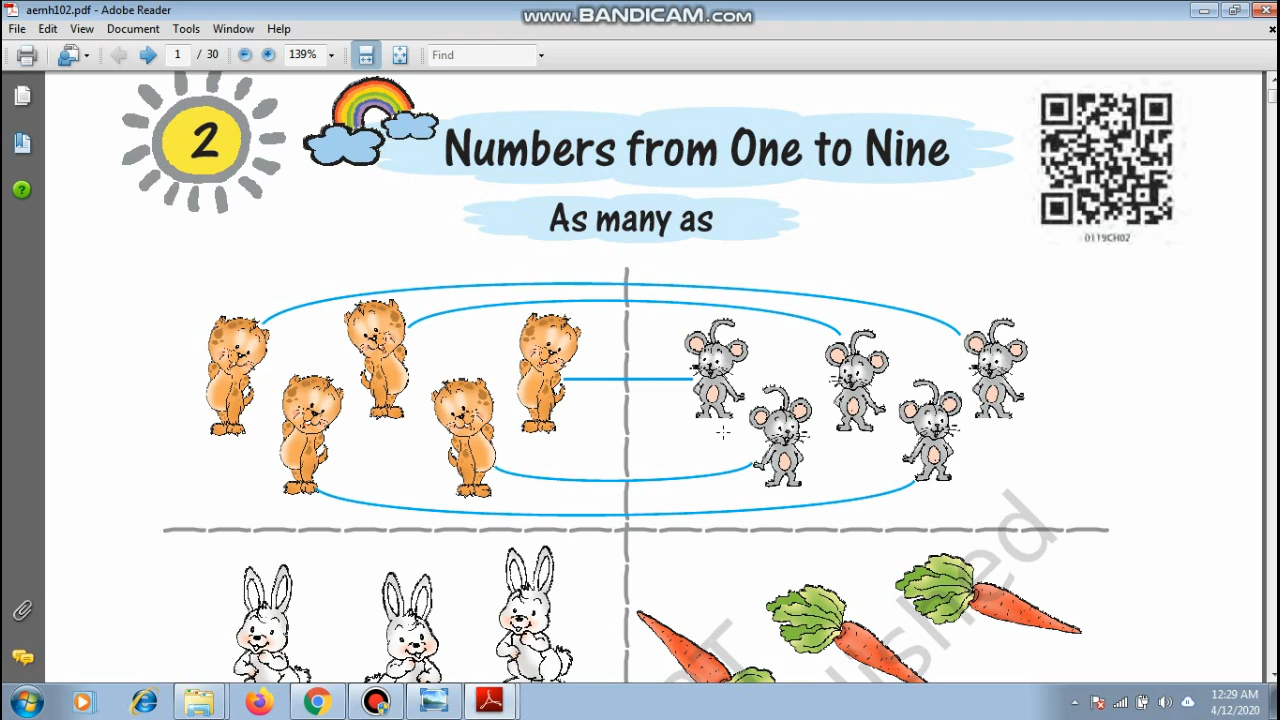 aemh102.pdf - Adobe Reader
www.BANDICAM.com
File Edit View Document Tools Window Help
1 / 30 139% Find
2
Numbers from One to Nine
As many as
0119CH02
12:29 AM
4/12/2020